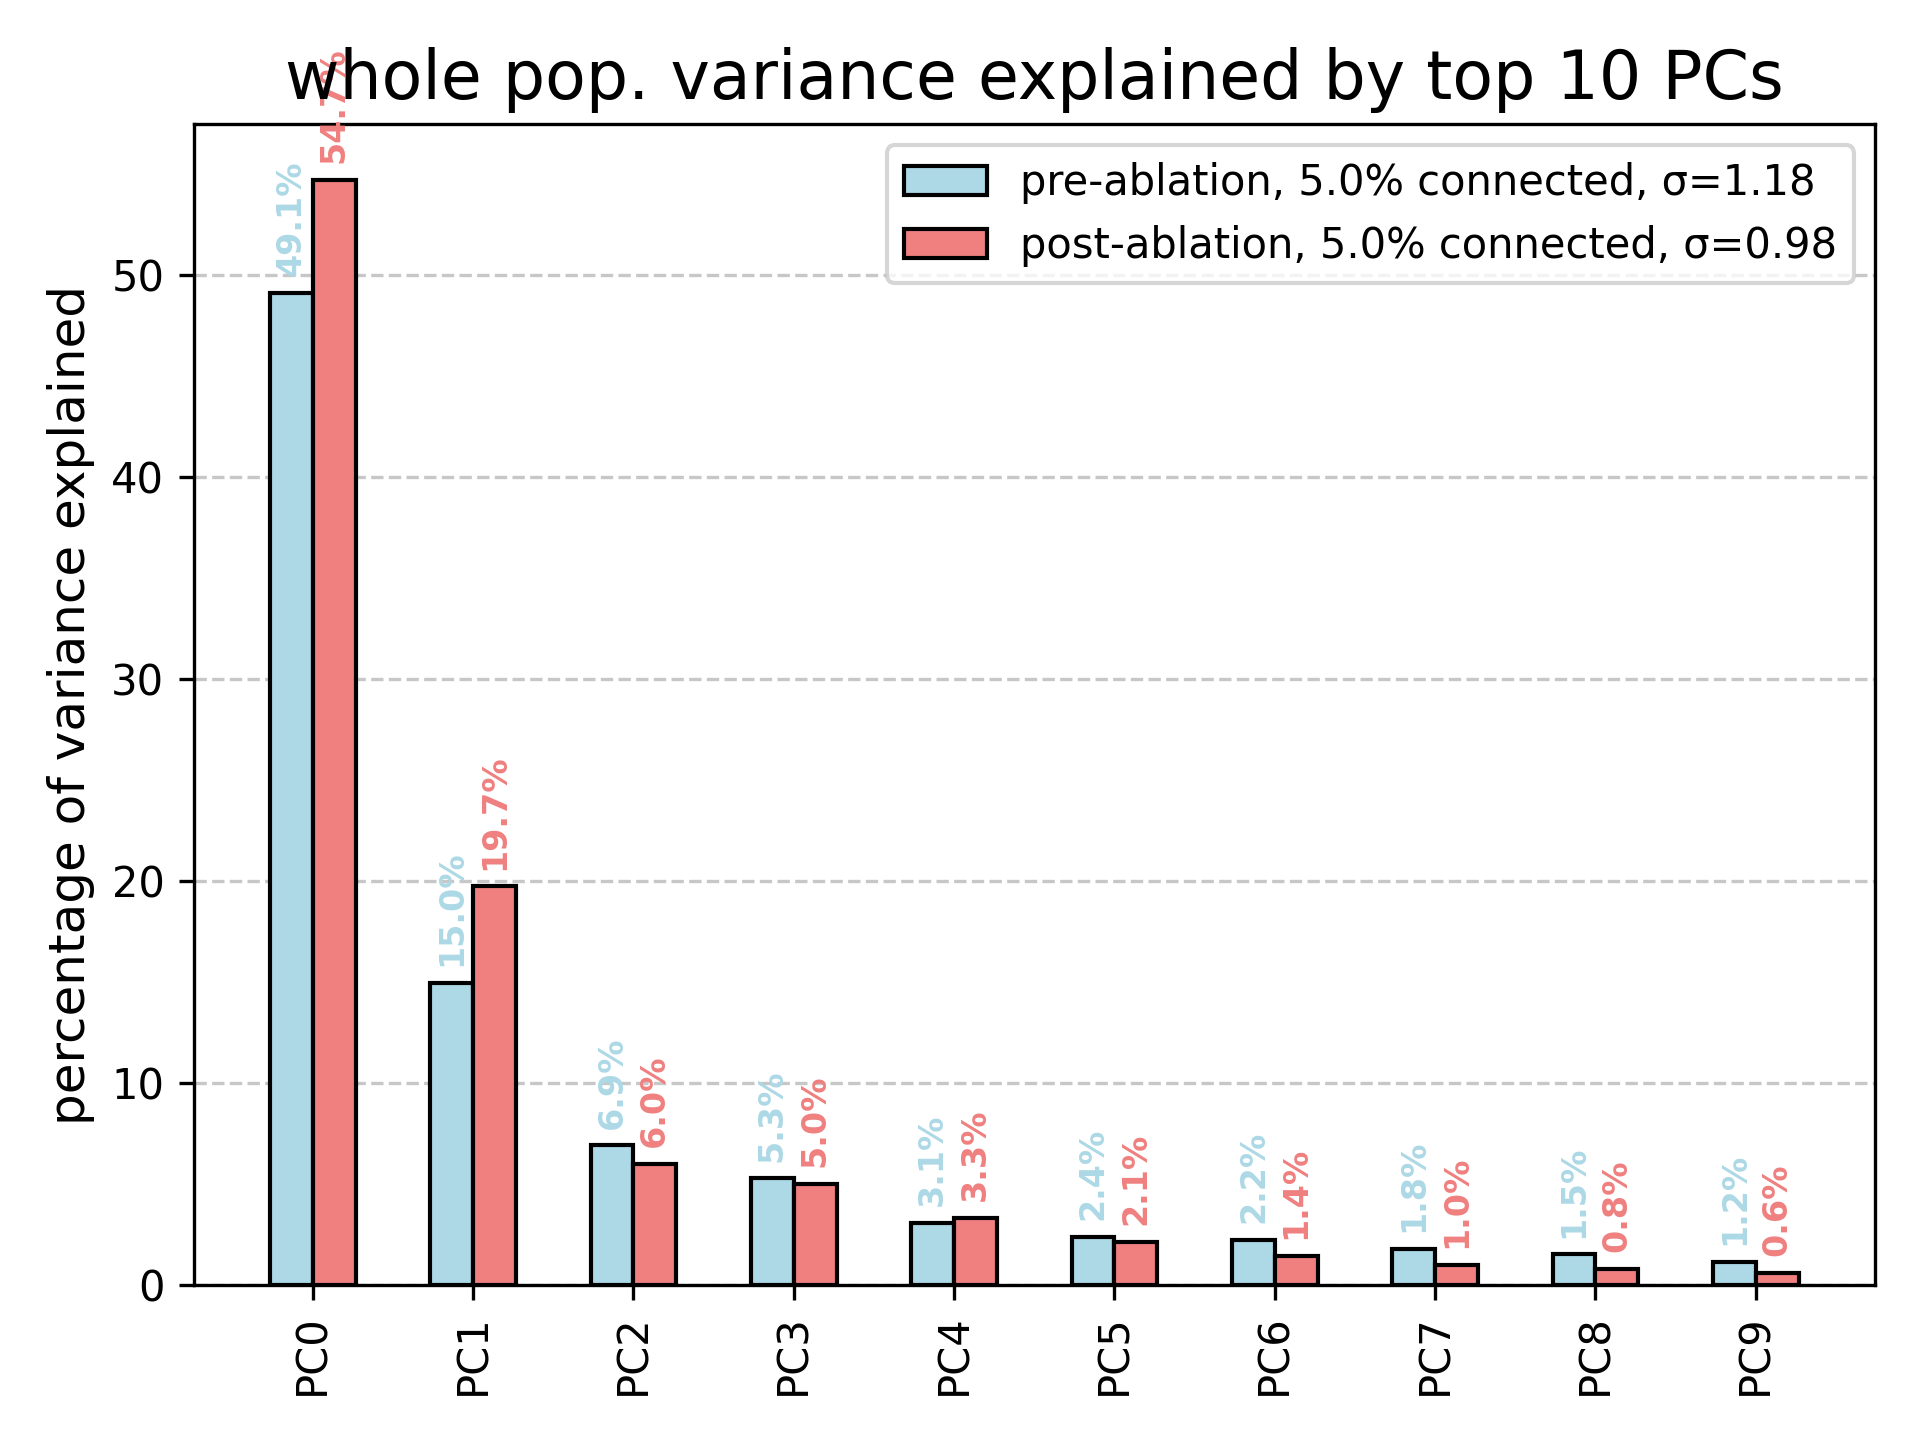 whole pop. variance explained by top 10 PCs
pre-ablation, 5.0% connected, σ=1.18
post-ablation, 5.0% connected, σ=0.98
percentage of variance explained
50
40
30
20
10
0
49.1%
54.7%
15.0%
19.7%
6.9%
6.0%
5.3%
5.0%
3.1%
3.3%
2.4%
2.1%
2.2%
1.4%
1.8%
1.0%
1.5%
0.8%
1.2%
0.6%
PC0
PC1
PC2
PC3
PC4
PC5
PC6
PC7
PC8
PC9